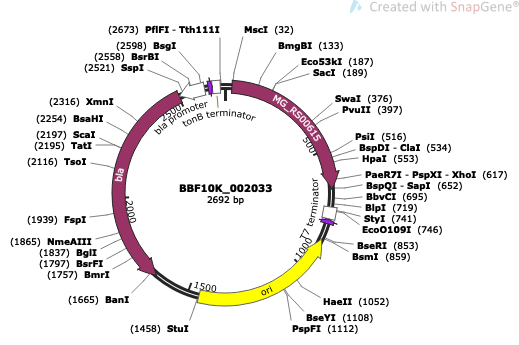 Created with SnapGene®
(2673) PflFI - Tth111I
MscI (32)
(2598) BsgI
BmgBI (133)
(2558) BsrBI
Eco53kI (187)
(2521) SspI
SacI (189)
(2316) XmnI
SwaI (376)
PvuII (397)
(2254) BsaHI
(2197) ScaI
(2195) TatI
(2116) TsoI
PsiI (516)
BspDI - ClaI (534)
HpaI (553)
PaeR7I - PspXI - XhoI (617)
BspQI - SapI (652)
BbvCI (695)
BlpI (719)
StyI (741)
EcoO109I (746)
(1939) FspI
(1865) NmeAIII
(1837) BglI
(1797) BsrFI
(1757) BmrI
BseRI (853)
BsmI (859)
(1665) BanI
HaeII (1052)
BseYI (1108)
PspFI (1112)
(1458) StuI
bla promoter
tonB terminator
MG_RS00615
T7 terminator
bla
ori
500
1000
1500
2000
2500
BBF10K_002033
2692 bp